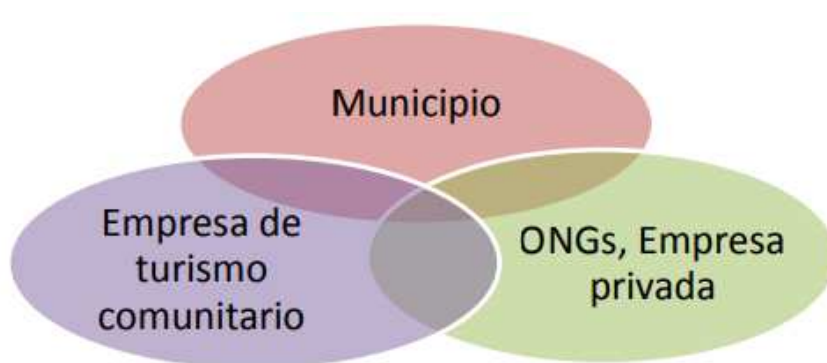 Municipio
Empresa de
turismo
comunitario
ONGs, Empresa
privada